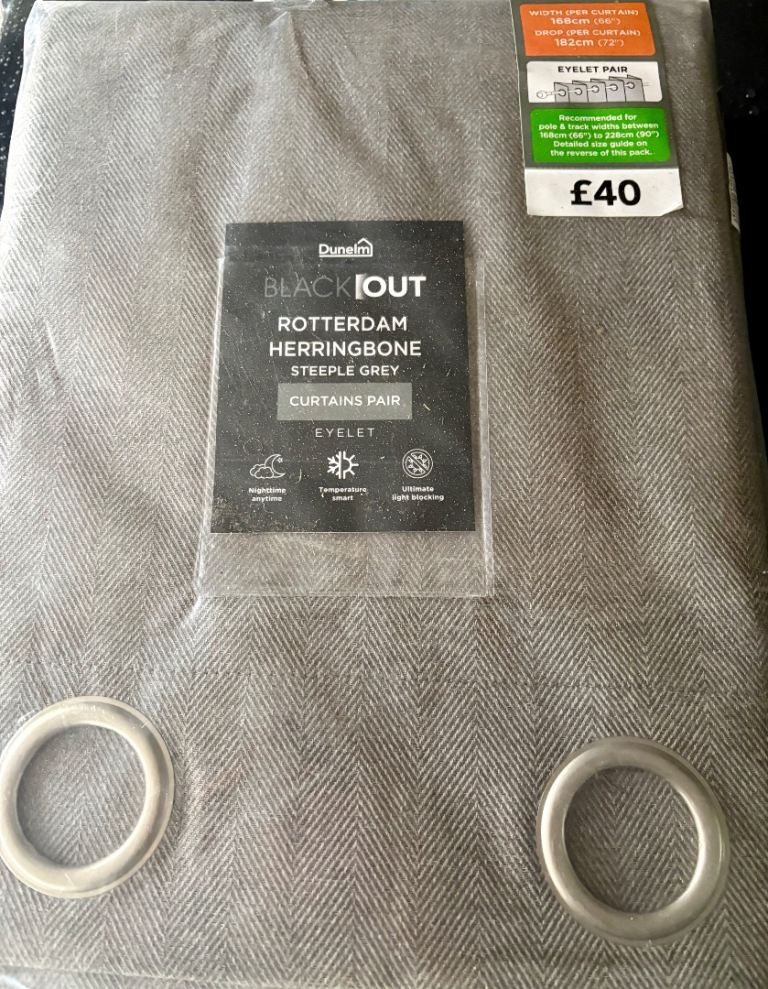 WIDTH (PER CURTAIN)
168cm (66")
DROP (PER CURTAIN)
182cm (72")
EYELET PAIR
Recommended for
pole & track widths between
168cm (66") to 228cm (90")
Detailed size guide on
the reverse of this pack.
£40
Dunelm
BLACKOUT
ROTTERDAM
HERRINGBONE
STEEPLE GREY
CURTAINS PAIR
EYELET
Nighttime
anytime
Temperature
smart
Ultimate
light blocking